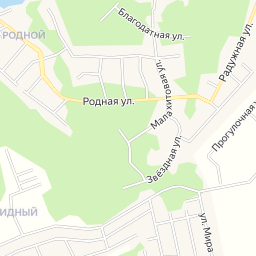 Благодатная ул.
РОДНОЙ
Радужная ул.
Малахитовая ул.
Родная ул.
Прогулочная
Звёздная ул.
ИДНЫЙ
ул. Мира